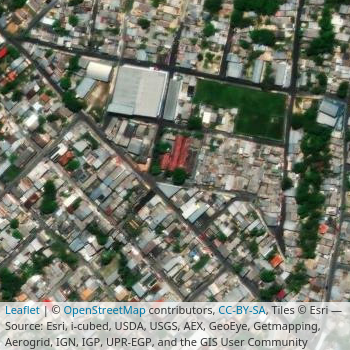 Leaflet | © OpenStreetMap contributors, CC-BY-SA, Tiles © Esri —
Source: Esri, i-cubed, USDA, USGS, AEX, GeoEye, Getmapping,
Aerogrid, IGN, IGP, UPR-EGP, and the GIS User Community